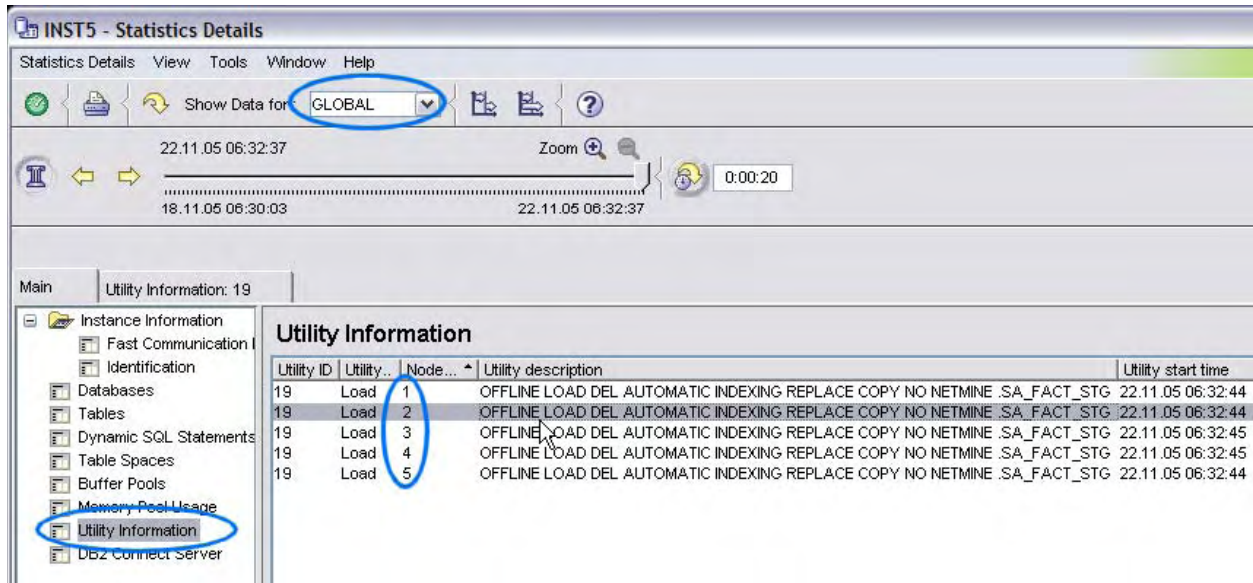 INST5 - Statistics Details
Statistics Details View Tools Window Help
Show Data for GLOBAL
22.11.05 06:32:37 Zoom
0:00:20
18.11.05 06:30:03 22.11.05 06:32:37
Main Utility Information: 19
Instance Information
Fast Communication
Identification
Databases
Tables
Dynamic SQL Statements
Table Spaces
Buffer Pools
Memory Pool Usage
Utility Information
DB2 Connect Server
Utility Information
Utility ID Utility... Node... Utility description Utility start time
19 Load 1 OFFLINE LOAD DEL AUTOMATIC INDEXING REPLACE COPY NO NETMINE .SA_FACT_STG 22.11.05 06:32:44
19 Load 2 OFFLINE LOAD DEL AUTOMATIC INDEXING REPLACE COPY NO NETMINE .SA_FACT_STG 22.11.05 06:32:44
19 Load 3 OFFLINE LOAD DEL AUTOMATIC INDEXING REPLACE COPY NO NETMINE .SA_FACT_STG 22.11.05 06:32:45
19 Load 4 OFFLINE LOAD DEL AUTOMATIC INDEXING REPLACE COPY NO NETMINE .SA_FACT_STG 22.11.05 06:32:45
19 Load 5 OFFLINE LOAD DEL AUTOMATIC INDEXING REPLACE COPY NO NETMINE .SA_FACT_STG 22.11.05 06:32:44